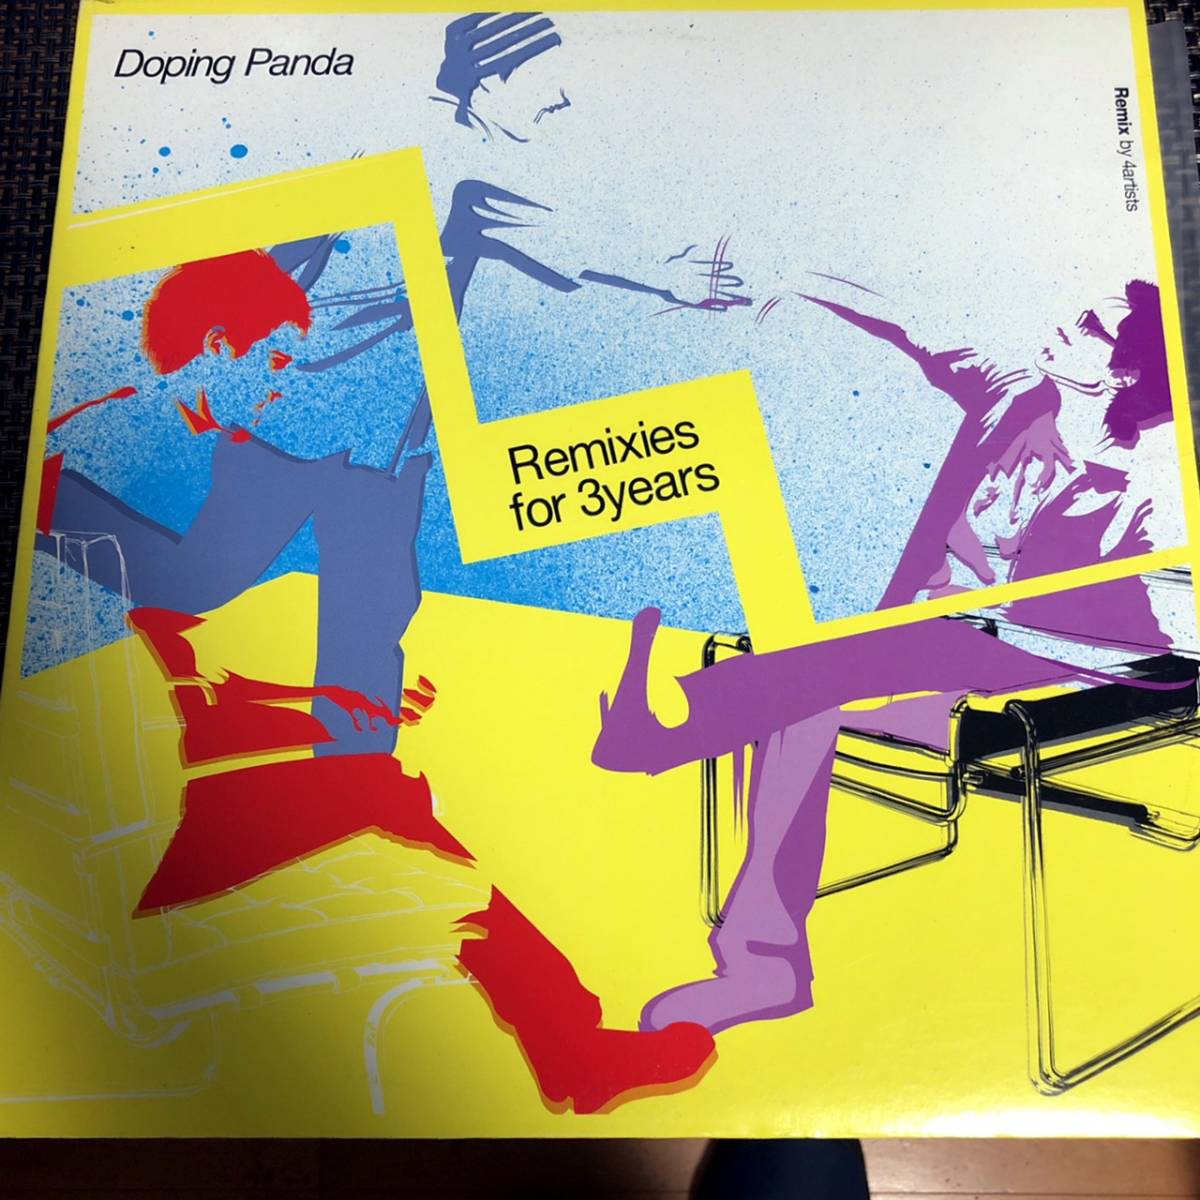 Doping Panda
Remix by 4artists
Remixies
for 3years